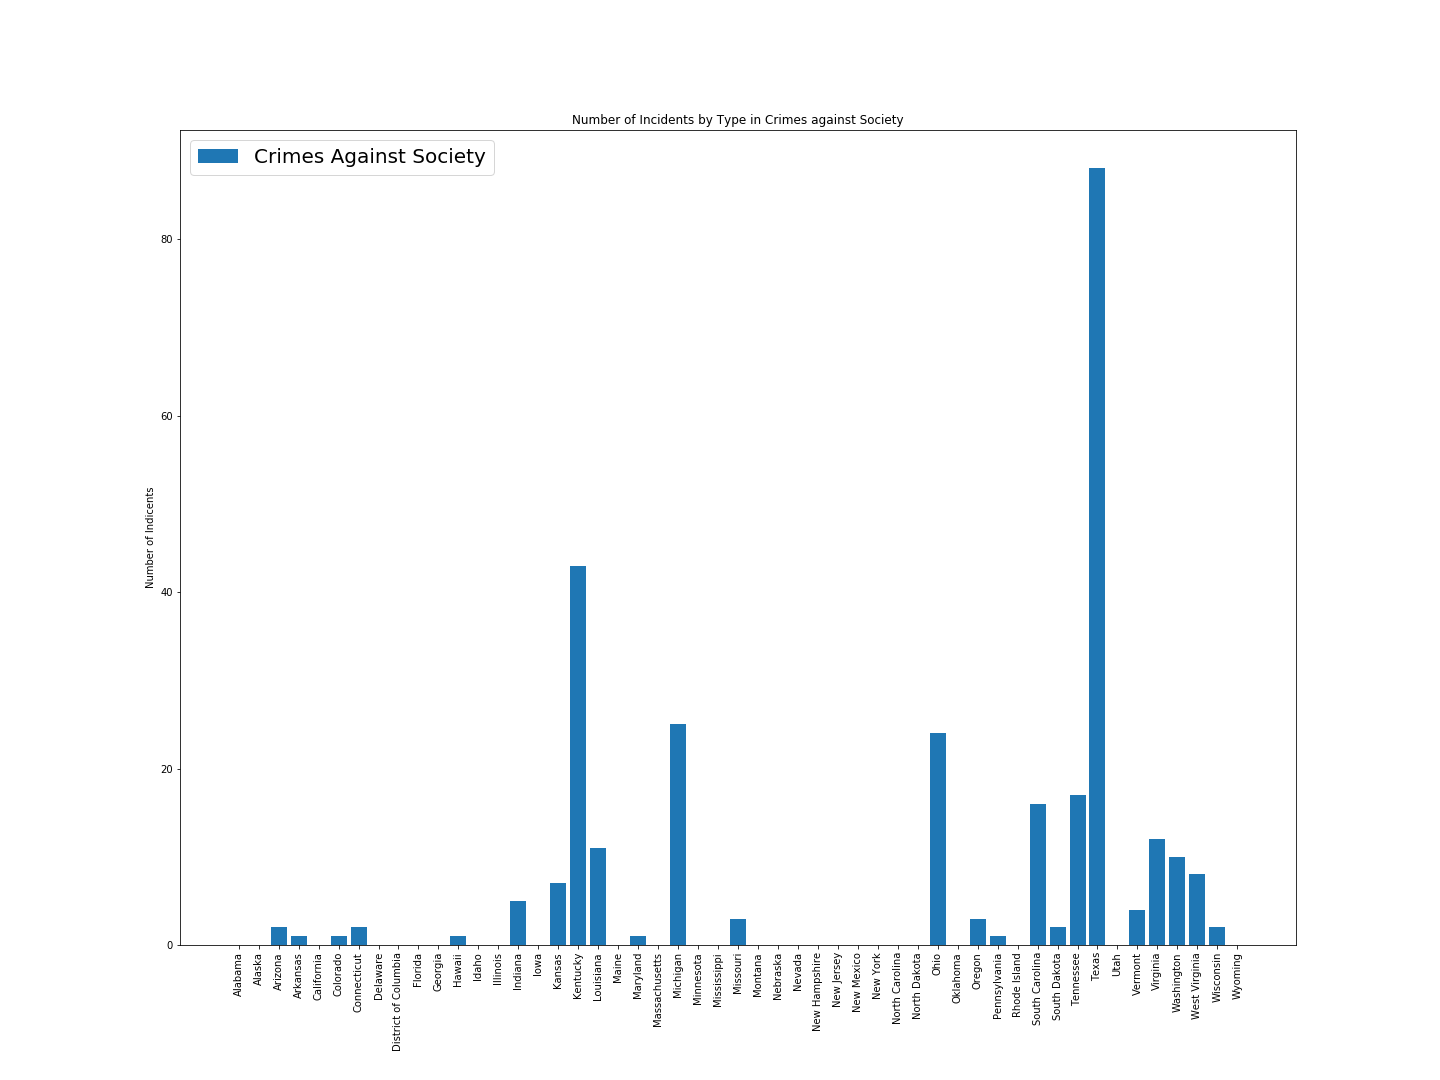 Number of Incidents by Type in Crimes against Society
Crimes Against Society
Number of Indicents
80
60
40
20
0
Alabama
Alaska
Arizona
Arkansas
California
Colorado
Connecticut
Delaware
District of Columbia
Florida
Georgia
Hawaii
Idaho
Illinois
Indiana
Iowa
Kansas
Kentucky
Louisiana
Maine
Maryland
Massachusetts
Michigan
Minnesota
Mississippi
Missouri
Montana
Nebraska
Nevada
New Hampshire
New Jersey
New Mexico
New York
North Carolina
North Dakota
Ohio
Oklahoma
Oregon
Pennsylvania
Rhode Island
South Carolina
South Dakota
Tennessee
Texas
Utah
Vermont
Virginia
Washington
West Virginia
Wisconsin
Wyoming